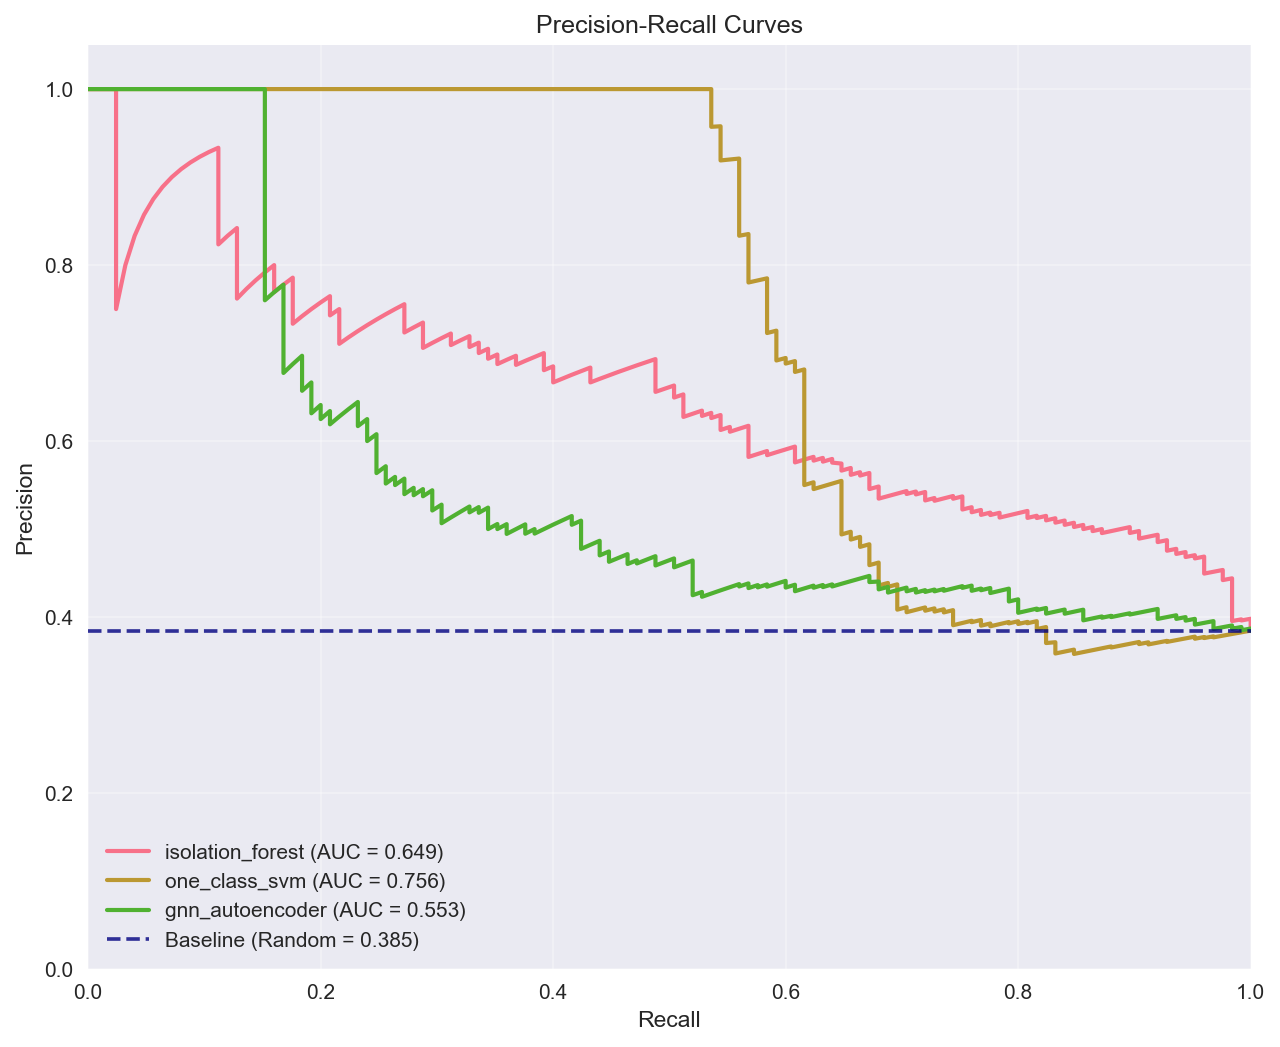 Precision-Recall Curves
1.0
0.8
0.6
0.4
0.2
0.0
Precision
isolation_forest (AUC = 0.649)
one_class_svm (AUC = 0.756)
gnn_autoencoder (AUC = 0.553)
Baseline (Random = 0.385)
0.0 0.2 0.4 0.6 0.8 1.0
Recall